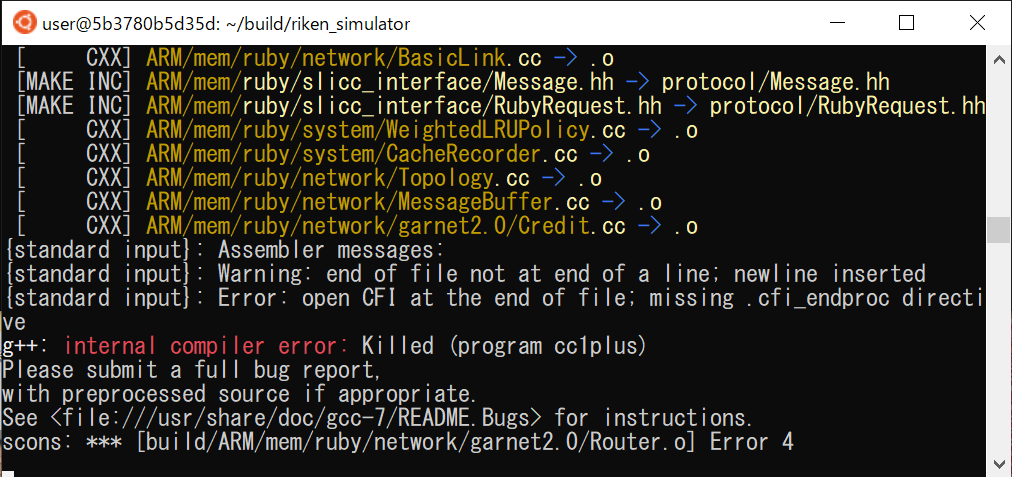 user@5b3780b5d35d: ~/build/riken_simulator
[     CXX] ARM/mem/ruby/network/BasicLink.cc -> .o
[MAKE INC] ARM/mem/ruby/slicc_interface/Message.hh -> protocol/Message.hh
[MAKE INC] ARM/mem/ruby/slicc_interface/RubyRequest.hh -> protocol/RubyRequest.hh
[     CXX] ARM/mem/ruby/system/WeightedLRUPolicy.cc -> .o
[     CXX] ARM/mem/ruby/system/CacheRecorder.cc -> .o
[     CXX] ARM/mem/ruby/network/Topology.cc -> .o
[     CXX] ARM/mem/ruby/network/MessageBuffer.cc -> .o
[     CXX] ARM/mem/ruby/network/garnet2.0/Credit.cc -> .o
{standard input}: Assembler messages:
{standard input}: Warning: end of file not at end of a line; newline inserted
{standard input}: Error: open CFI at the end of file; missing .cfi_endproc directi
ve
g++: internal compiler error: Killed (program cc1plus)
Please submit a full bug report,
with preprocessed source if appropriate.
See <file:///usr/share/doc/gcc-7/README.Bugs> for instructions.
scons: *** [build/ARM/mem/ruby/network/garnet2.0/Router.o] Error 4